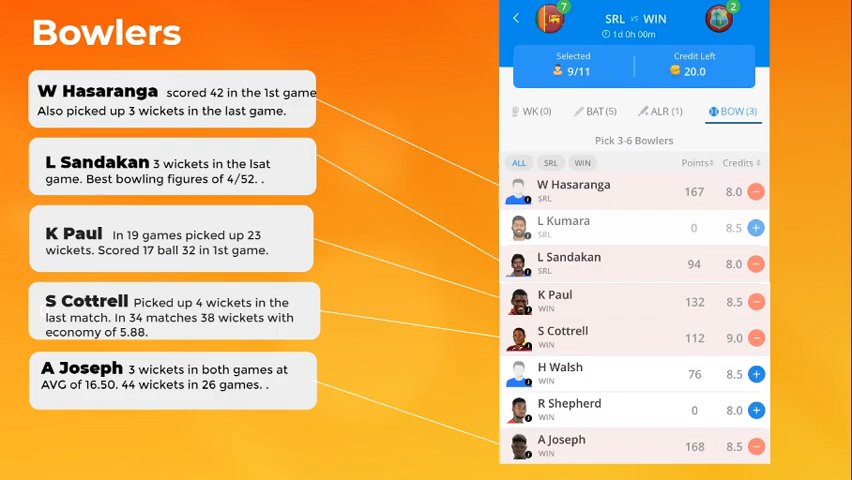 Bowlers
W Hasaranga scored 42 in the 1st game
Also picked up 3 wickets in the last game.
L Sandakan 3 wickets in the lsat
game. Best bowling figures of 4/52. .
K Paul In 19 games picked up 23
wickets. Scored 17 ball 32 in 1st game.
S Cottrell Picked up 4 wickets in the
last match. In 34 matches 38 wickets with
economy of 5.88.
A Joseph 3 wickets in both games at
AVG of 16.50. 44 wickets in 26 games. .
7 SRL vs WIN 2
1d 0h 00m
Selected Credit Left
9/11 20.0
WK (0) BAT (5) ALR (1) BOW (3)
Pick 3-6 Bowlers
ALL SRL WIN Points Credits
W Hasaranga 167 8.0 −
SRL
L Kumara 0 8.5 +
SRL
L Sandakan 94 8.0 −
SRL
K Paul 132 8.5 −
WIN
S Cottrell 112 9.0 −
WIN
H Walsh 76 8.5 +
WIN
R Shepherd 0 8.0 +
WIN
A Joseph 168 8.5 −
WIN